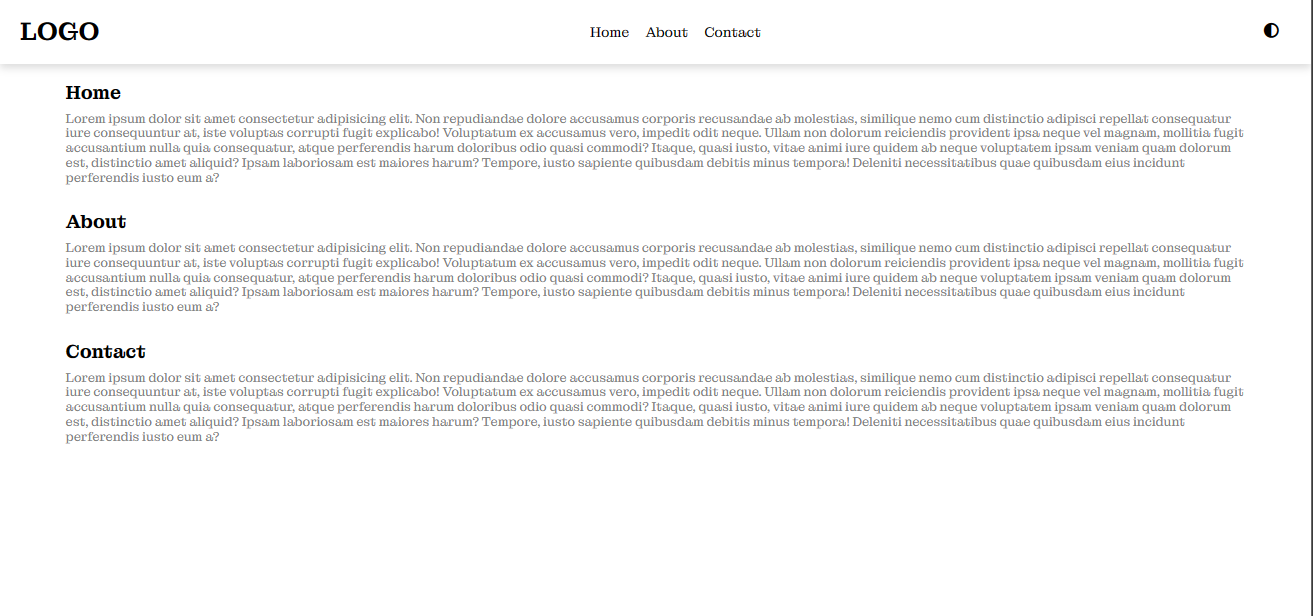 LOGO
Home About Contact
Home
Lorem ipsum dolor sit amet consectetur adipisicing elit. Non repudiandae dolore accusamus corporis recusandae ab molestias, similique nemo cum distinctio adipisci repellat consequatur
iure consequuntur at, iste voluptas corrupti fugit explicabo! Voluptatum ex accusamus vero, impedit odit neque. Ullam non dolorum reiciendis provident ipsa neque vel magnam, mollitia fugit
accusantium nulla quia consequatur, atque perferendis harum doloribus odio quasi commodi? Itaque, quasi iusto, vitae animi iure quidem ab neque voluptatem ipsam veniam quam dolorum
est, distinctio amet aliquid? Ipsam laboriosam est maiores harum? Tempore, iusto sapiente quibusdam debitis minus tempora! Deleniti necessitatibus quae quibusdam eius incidunt
perferendis iusto eum a?
About
Lorem ipsum dolor sit amet consectetur adipisicing elit. Non repudiandae dolore accusamus corporis recusandae ab molestias, similique nemo cum distinctio adipisci repellat consequatur
iure consequuntur at, iste voluptas corrupti fugit explicabo! Voluptatum ex accusamus vero, impedit odit neque. Ullam non dolorum reiciendis provident ipsa neque vel magnam, mollitia fugit
accusantium nulla quia consequatur, atque perferendis harum doloribus odio quasi commodi? Itaque, quasi iusto, vitae animi iure quidem ab neque voluptatem ipsam veniam quam dolorum
est, distinctio amet aliquid? Ipsam laboriosam est maiores harum? Tempore, iusto sapiente quibusdam debitis minus tempora! Deleniti necessitatibus quae quibusdam eius incidunt
perferendis iusto eum a?
Contact
Lorem ipsum dolor sit amet consectetur adipisicing elit. Non repudiandae dolore accusamus corporis recusandae ab molestias, similique nemo cum distinctio adipisci repellat consequatur
iure consequuntur at, iste voluptas corrupti fugit explicabo! Voluptatum ex accusamus vero, impedit odit neque. Ullam non dolorum reiciendis provident ipsa neque vel magnam, mollitia fugit
accusantium nulla quia consequatur, atque perferendis harum doloribus odio quasi commodi? Itaque, quasi iusto, vitae animi iure quidem ab neque voluptatem ipsam veniam quam dolorum
est, distinctio amet aliquid? Ipsam laboriosam est maiores harum? Tempore, iusto sapiente quibusdam debitis minus tempora! Deleniti necessitatibus quae quibusdam eius incidunt
perferendis iusto eum a?